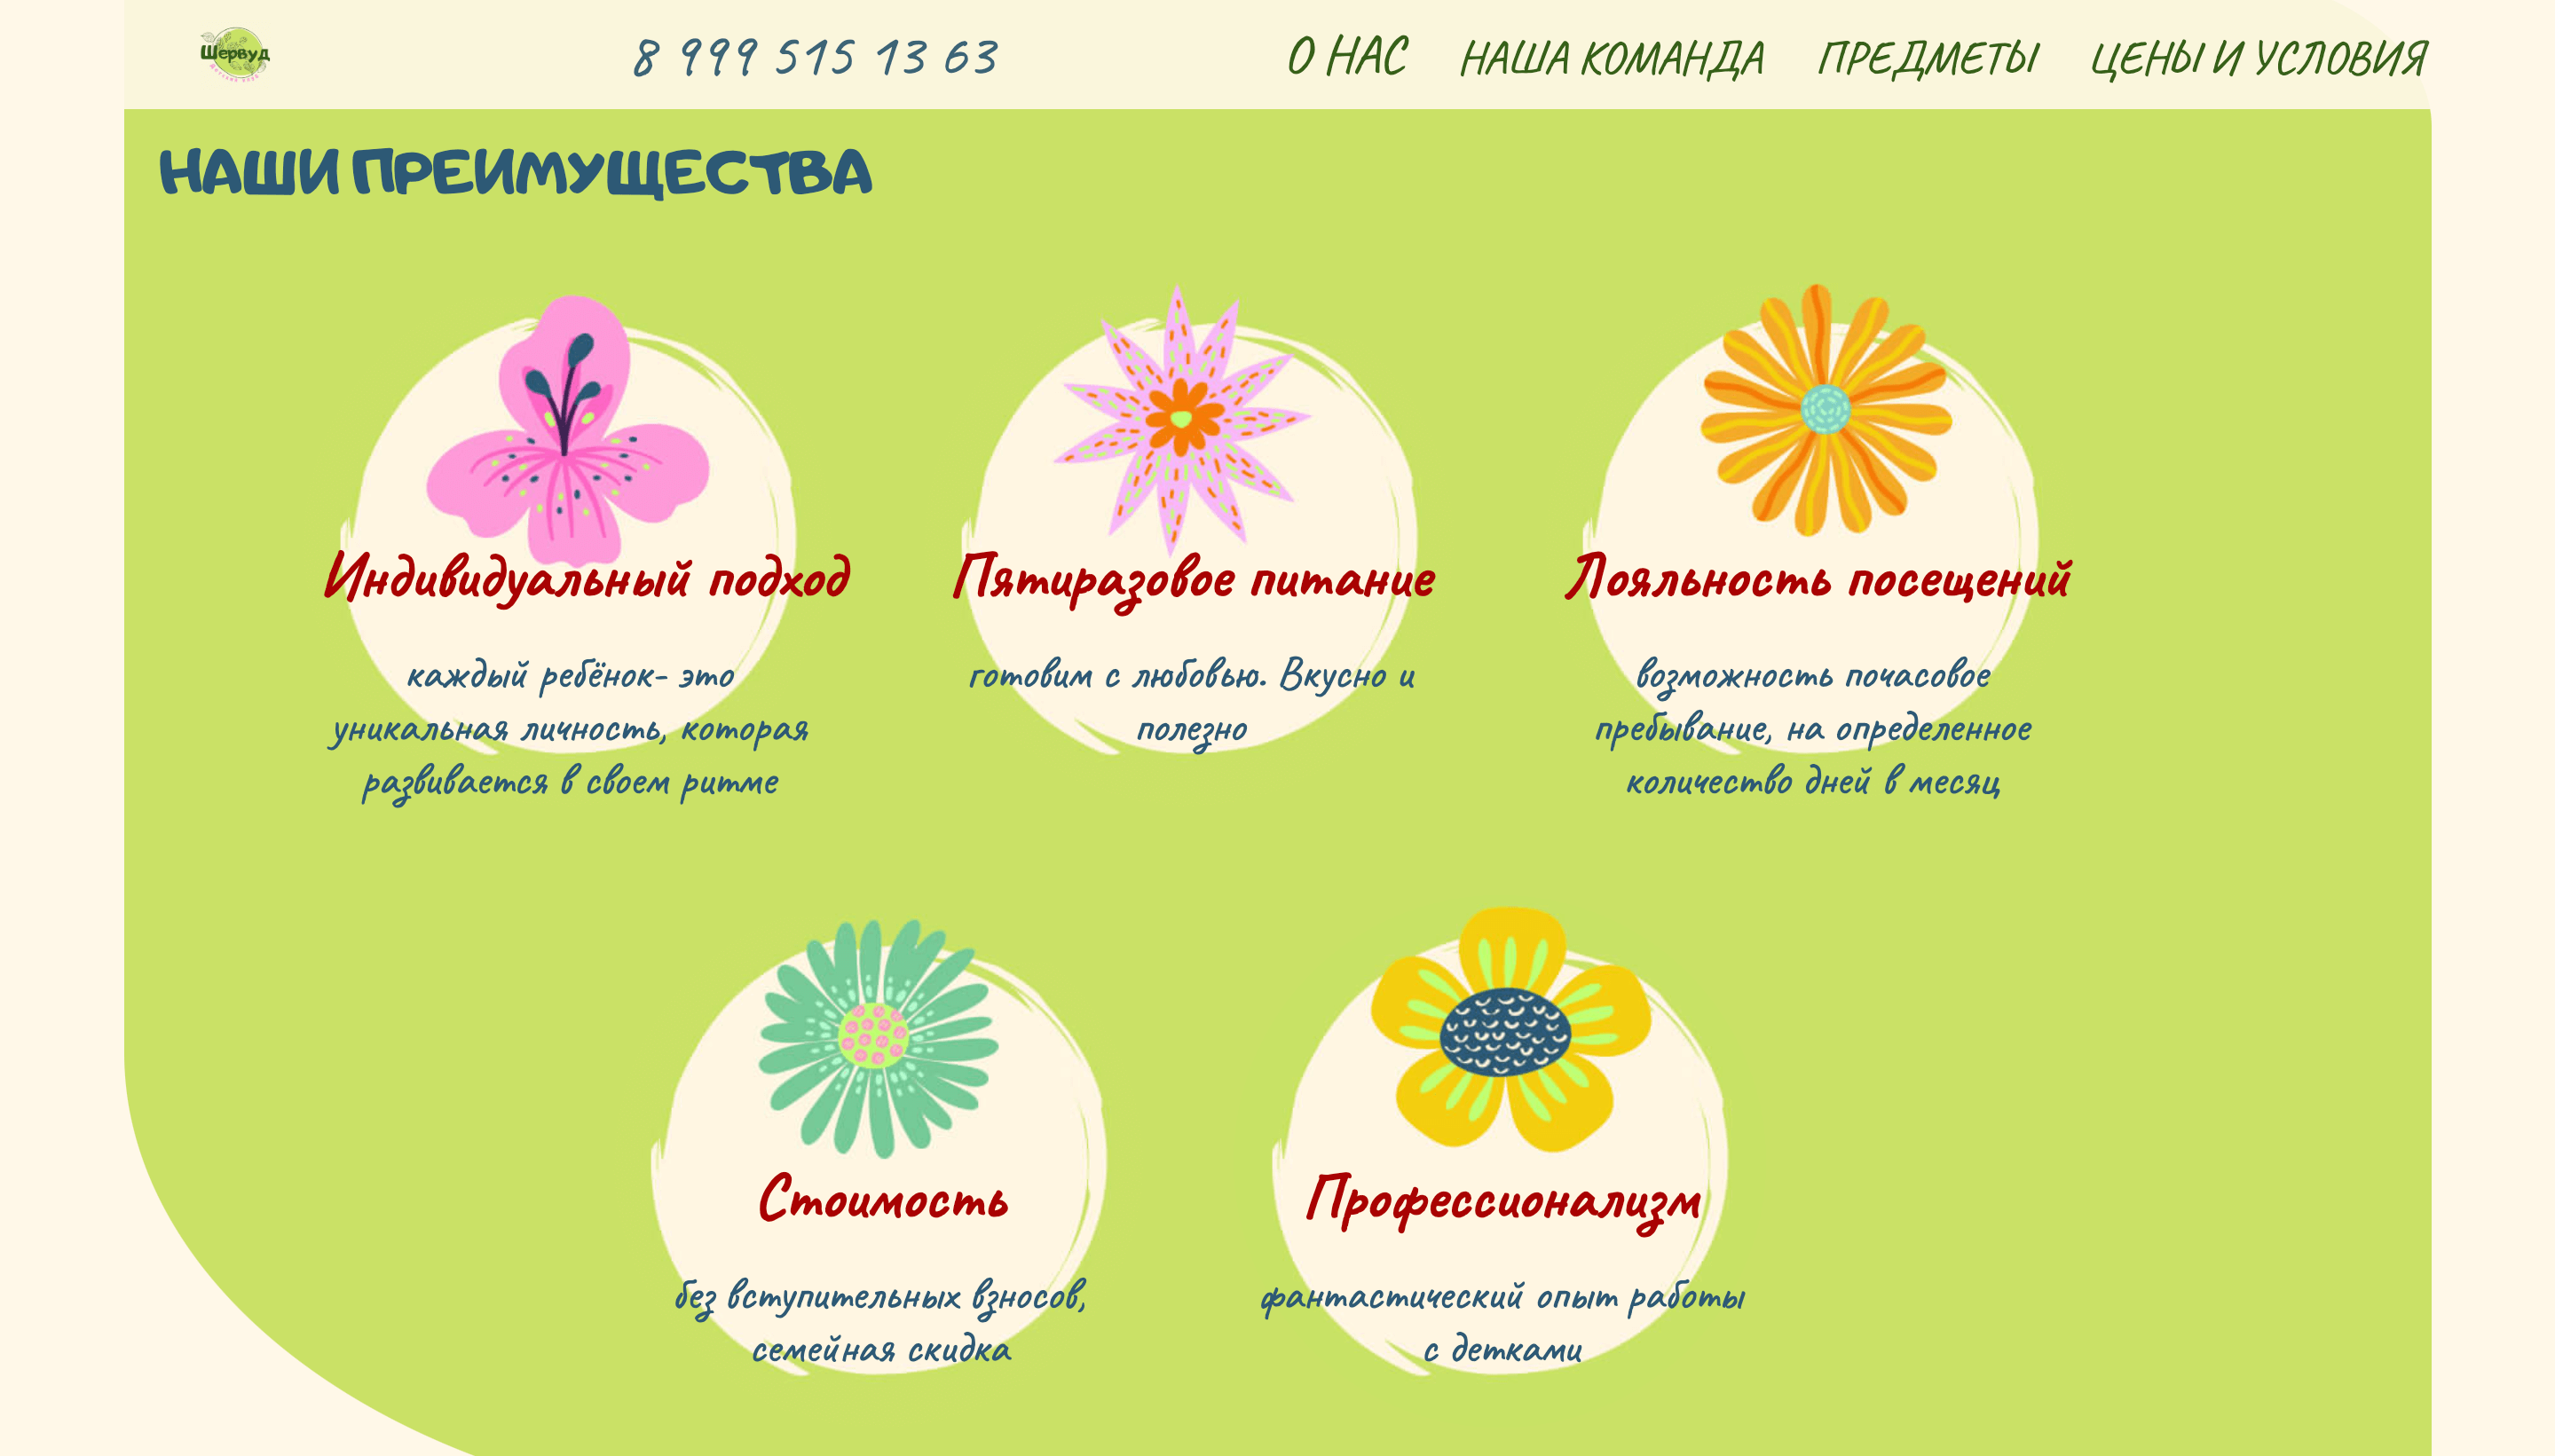 Шервуд
8 999 515 13 63
О НАС
НАША КОМАНДА
ПРЕДМЕТЫ
ЦЕНЫ И УСЛОВИЯ
НАШИ ПРЕИМУЩЕСТВА
Индивидуальный подход
каждый ребёнок- это
уникальная личность, которая
развивается в своем ритме
Пятиразовое питание
готовим с любовью. Вкусно и
полезно
Лояльность посещений
возможность почасовое
пребывание, на определенное
количество дней в месяц
Стоимость
без вступительных взносов,
семейная скидка
Профессионализм
фантастический опыт работы
с детками